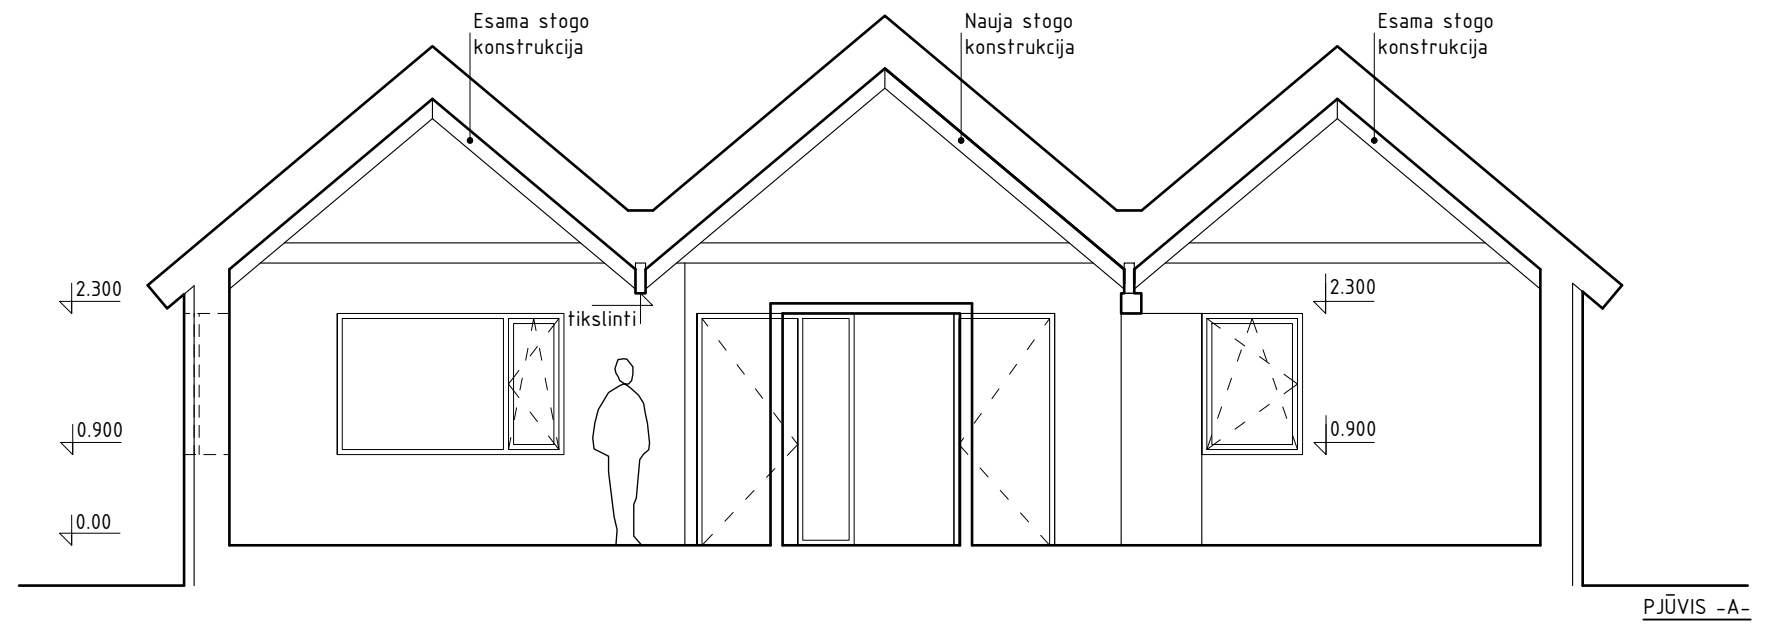 Esama stogo
konstrukcija
Nauja stogo
konstrukcija
Esama stogo
konstrukcija
2.300
2.300
tikslinti
0.900
0.900
0.00
PJŪVIS -A-